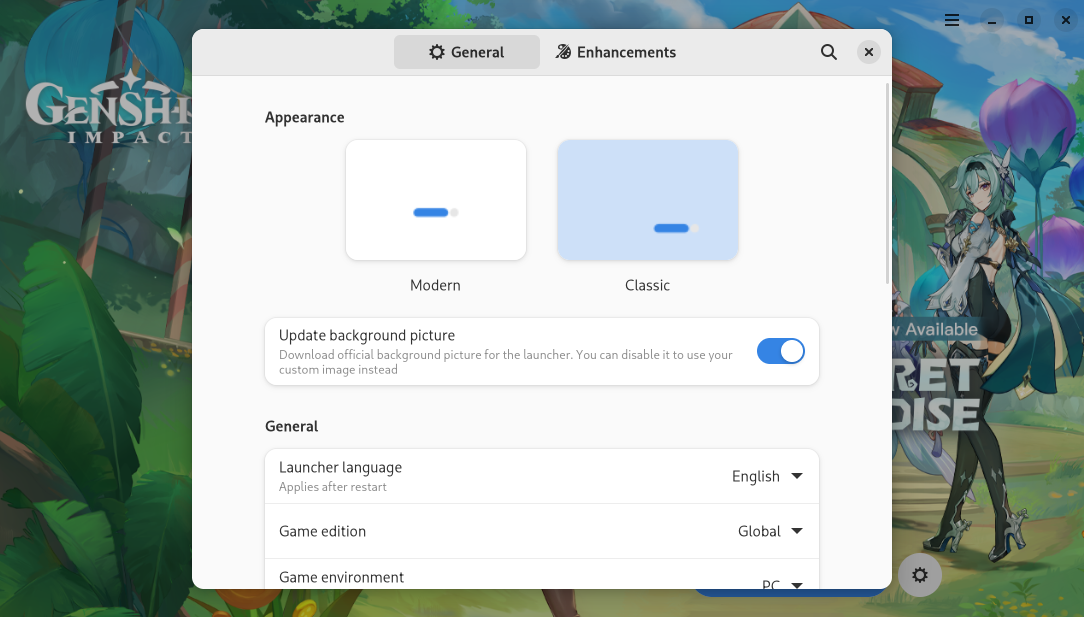 General
Enhancements
GENSHI
IMPACT
Appearance
Modern
Classic
Update background picture
Download official background picture for the launcher. You can disable it to use your
custom image instead
Available
RET
DISE
General
Launcher language
Applies after restart
English
Game edition
Global
Game environment
PC